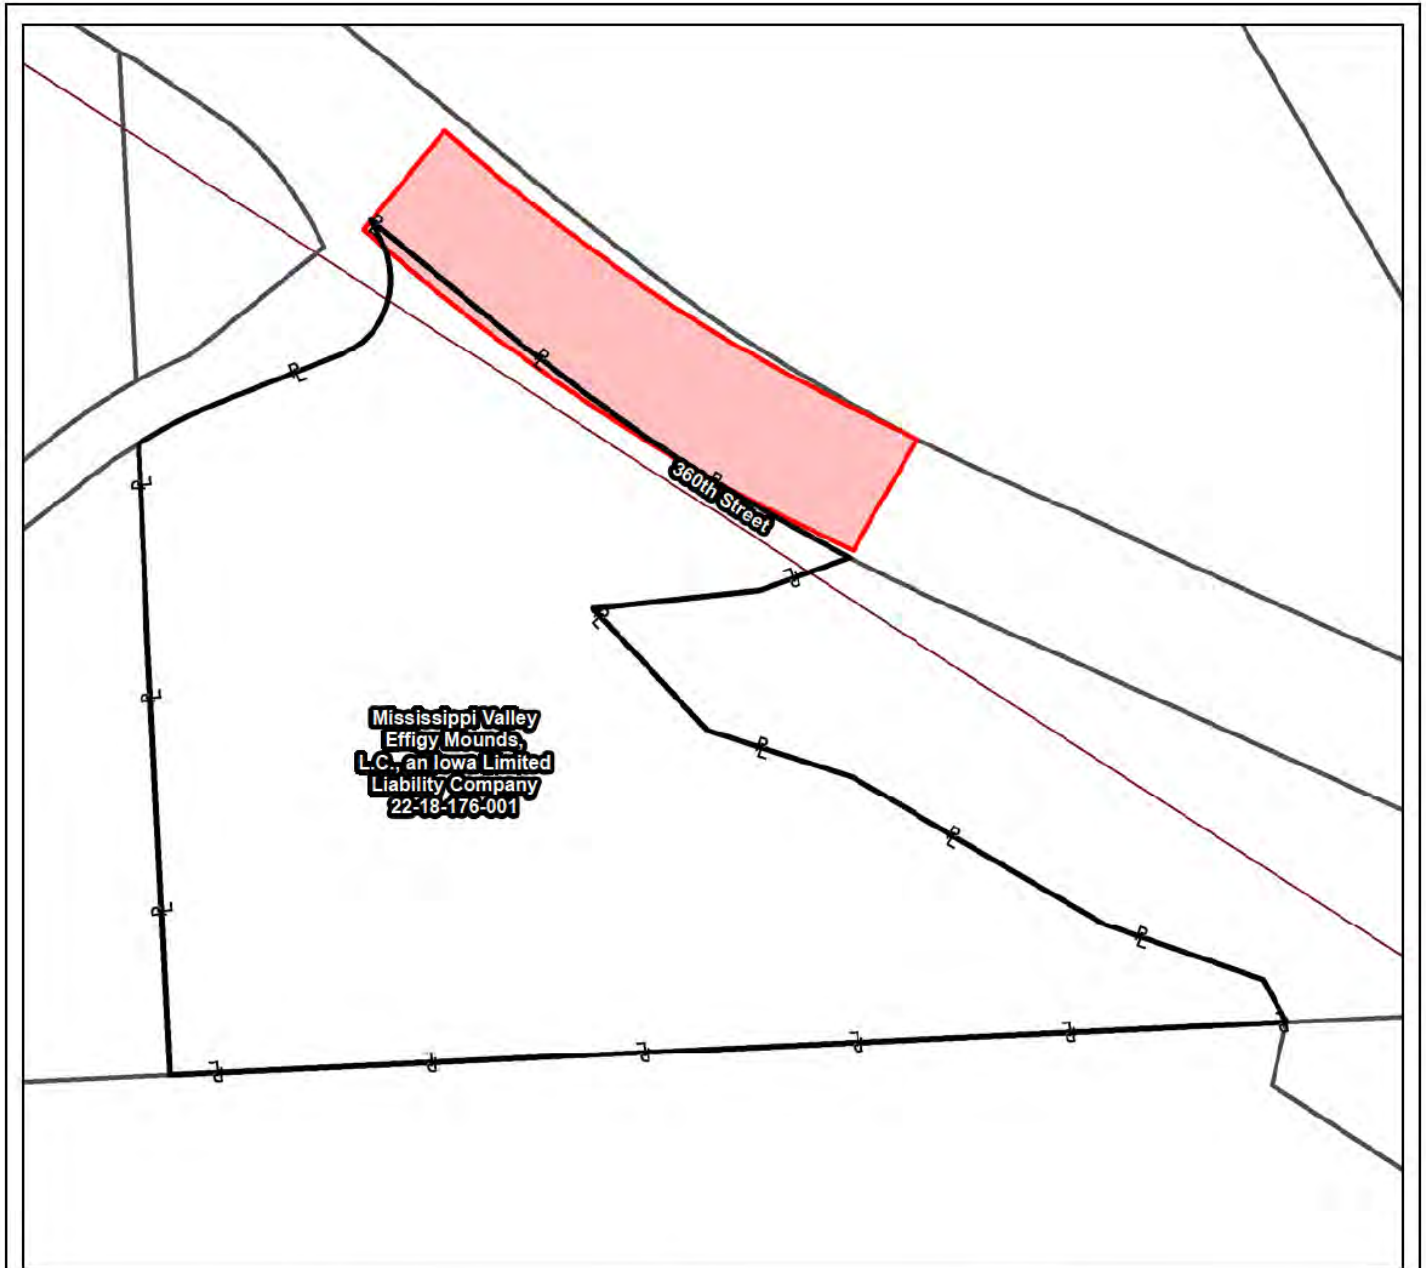 360th Street
Mississippi Valley
Effigy Mounds,
L.C., an Iowa Limited
Liability Company
22-18-176-001